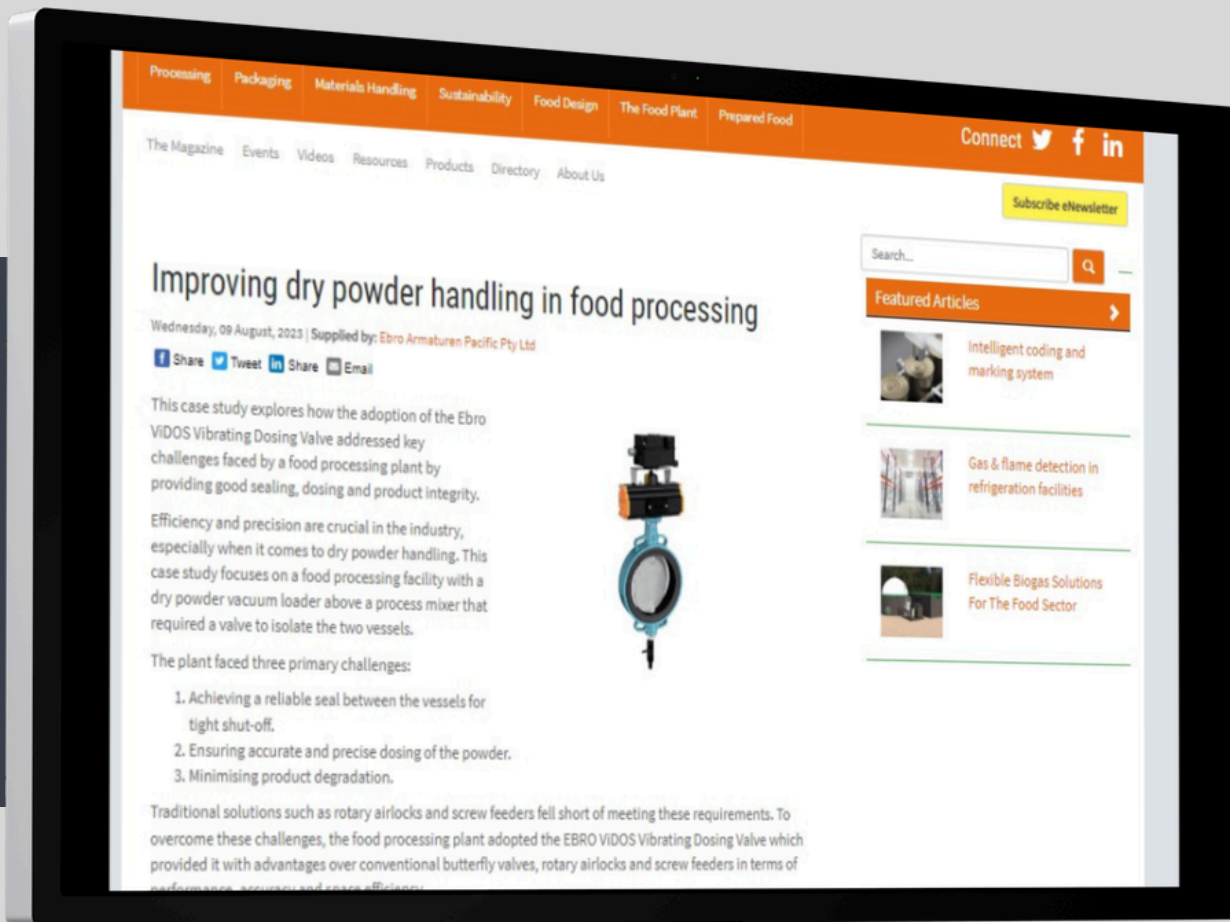 Processing Packaging Materials Handling Sustainability Food Design The Food Plant Prepared Food
Connect
The Magazine Events Videos Resources Products Directory About Us
Subscribe eNewsletter
Search...
Featured Articles
Improving dry powder handling in food processing
Wednesday, 09 August, 2023 | Supplied by: Ebro Armaturen Pacific Pty Ltd
Share Tweet Share Email
This case study explores how the adoption of the Ebro
ViDOS Vibrating Dosing Valve addressed key
challenges faced by a food processing plant by
providing good sealing, dosing and product integrity.
Efficiency and precision are crucial in the industry,
especially when it comes to dry powder handling. This
case study focuses on a food processing facility with a
dry powder vacuum loader above a process mixer that
required a valve to isolate the two vessels.
The plant faced three primary challenges:
1. Achieving a reliable seal between the vessels for
tight shut-off.
2. Ensuring accurate and precise dosing of the powder.
3. Minimising product degradation.
Traditional solutions such as rotary airlocks and screw feeders fell short of meeting these requirements. To
overcome these challenges, the food processing plant adopted the EBRO ViDOS Vibrating Dosing Valve which
provided it with advantages over conventional butterfly valves, rotary airlocks and screw feeders in terms of
performance, accuracy and space efficiency.
Intelligent coding and
marking system
Gas & flame detection in
refrigeration facilities
Flexible Biogas Solutions
For The Food Sector